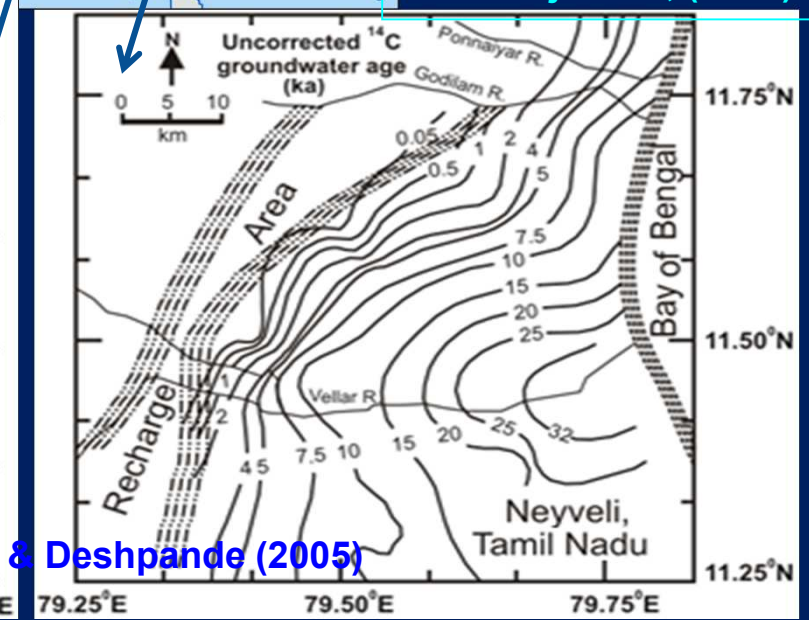 N
Uncorrected ¹⁴C
groundwater age
(ka)
0 5 10
km
Ponnaiyar R.
Godilam R.
11.75°N
0.05
0.5
1
2
4
5
7.5
10
15
20
25
Area
Bay of Bengal
11.50°N
1
2
Recharge
Vellar R
4 5 7.5 10 15 20 25 32
Neyveli,
Tamil Nadu
& Deshpande (2005)
11.25°N
E 79.25°E 79.50°E 79.75°E